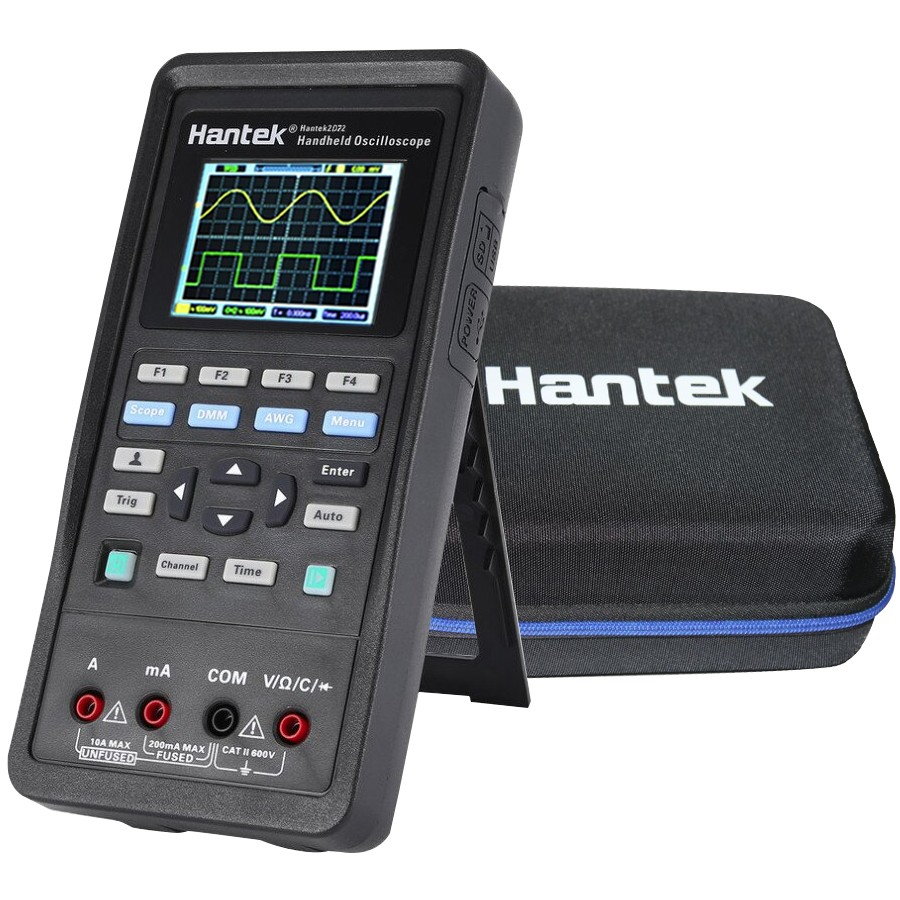 Hantek® Hantek2D72
Handheld Oscilloscope
SD
USB
POWER
F1 F2 F3 F4
Scope DMM AWG Menu
Enter
Trig
Auto
Channel Time
A mA COM V/Ω/C/
10A MAX
UNFUSED
200mA MAX
FUSED
CAT II 600V
Hantek